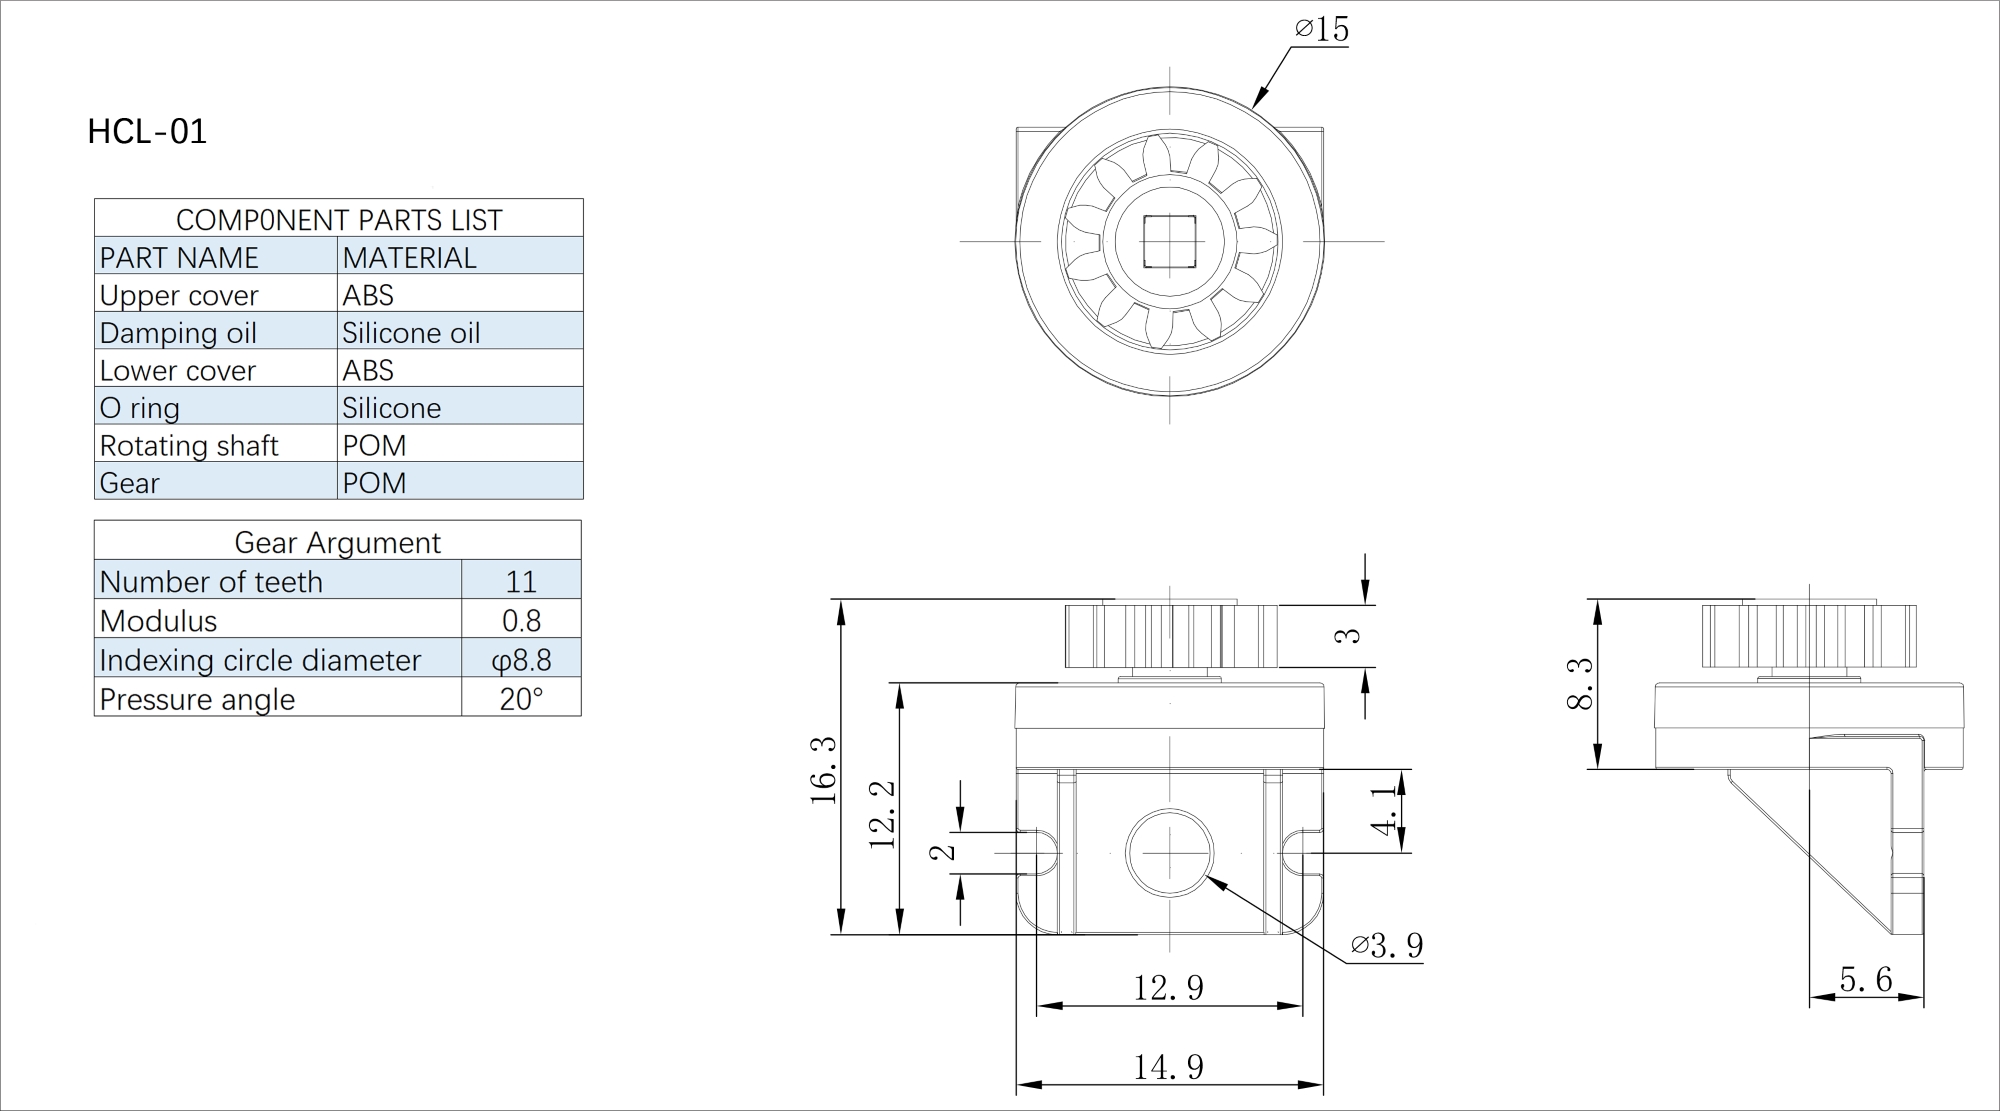 HCL-01
COMP0NENT PARTS LIST
PART NAME MATERIAL
Upper cover ABS
Damping oil Silicone oil
Lower cover ABS
O ring Silicone
Rotating shaft POM
Gear POM
Gear Argument
Number of teeth 11
Modulus 0.8
Indexing circle diameter φ8.8
Pressure angle 20°
⌀15
3
16.3
12.2
2
4.1
⌀3.9
12.9
14.9
8.3
5.6